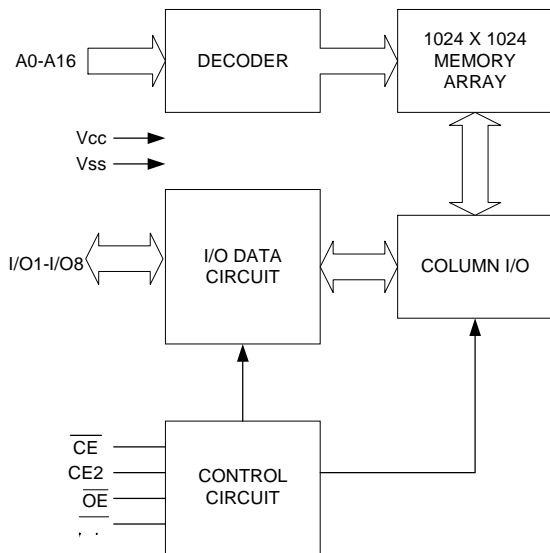 A0-A16
DECODER
1024 X 1024
MEMORY
ARRAY
Vcc
Vss
I/O1-I/O8
I/O DATA
CIRCUIT
COLUMN I/O
CE
CE2
OE
CONTROL
CIRCUIT